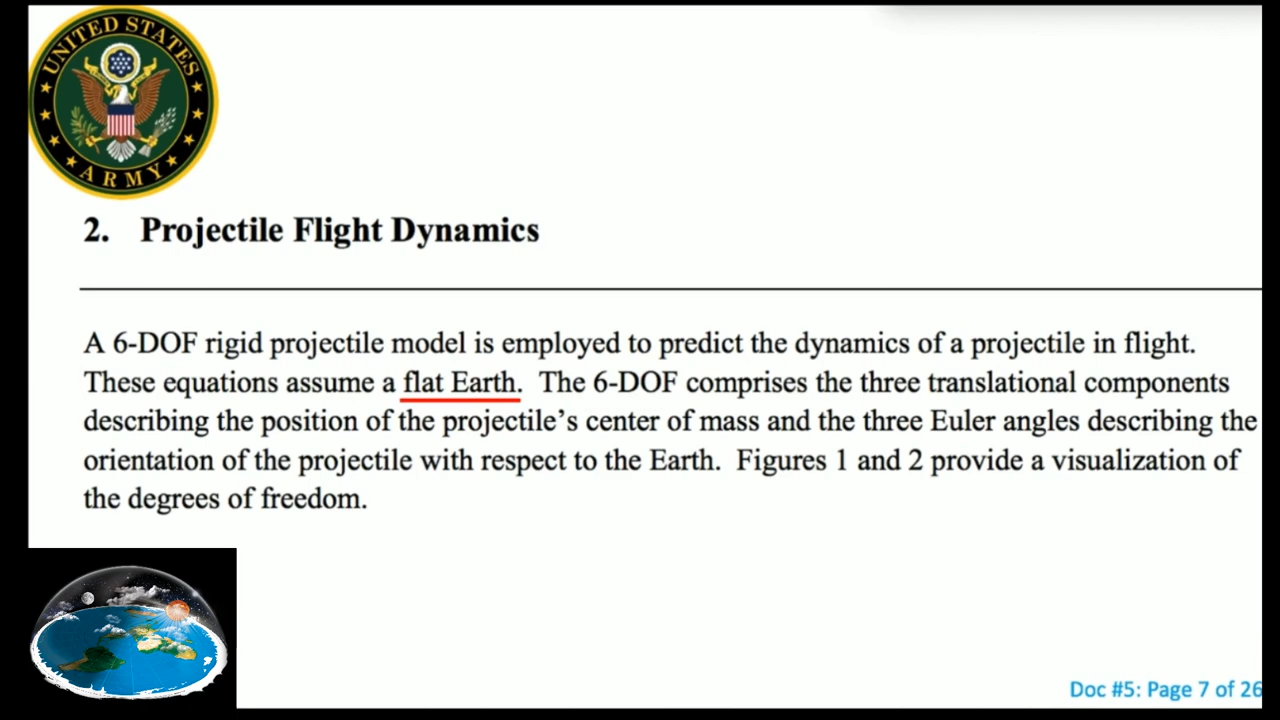 UNITED STATES
ARMY
2. Projectile Flight Dynamics
A 6-DOF rigid projectile model is employed to predict the dynamics of a projectile in flight.
These equations assume a flat Earth. The 6-DOF comprises the three translational components
describing the position of the projectile's center of mass and the three Euler angles describing the
orientation of the projectile with respect to the Earth. Figures 1 and 2 provide a visualization of
the degrees of freedom.
Doc #5: Page 7 of 26